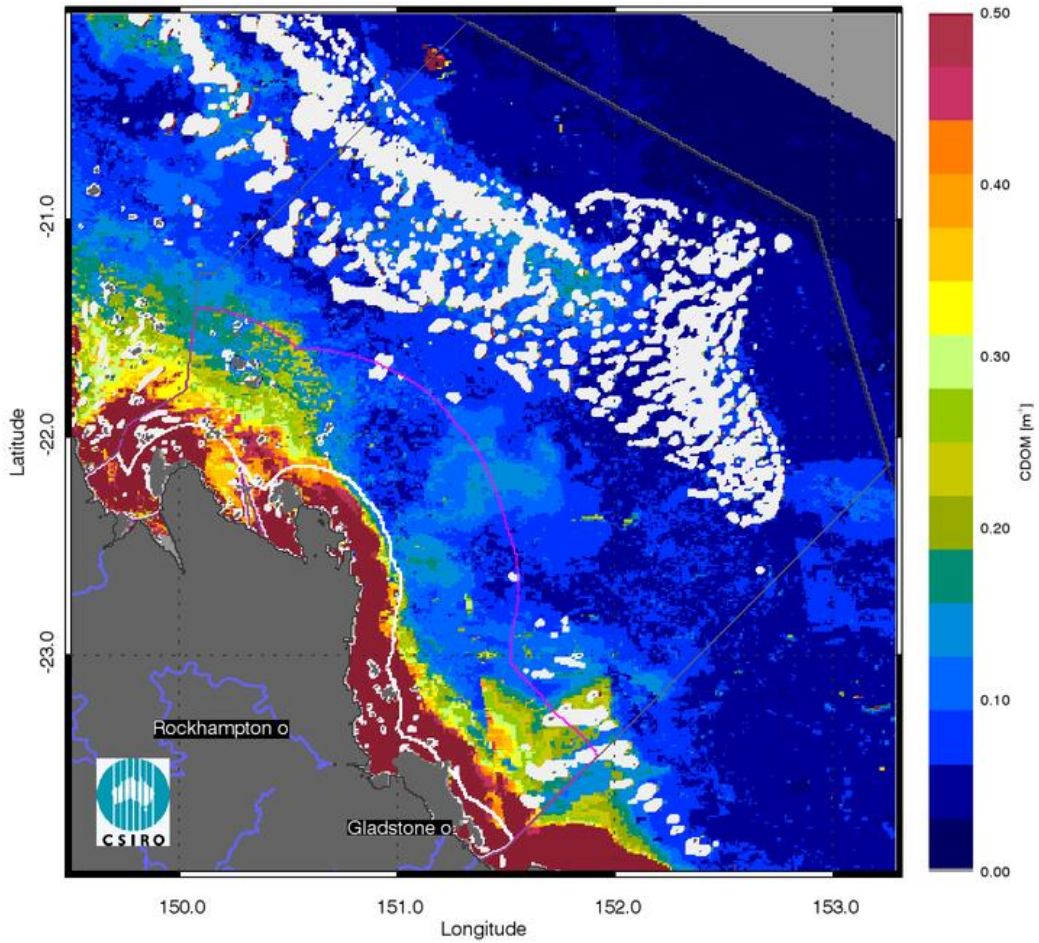 0.50
0.40
0.30
0.20
0.10
0.00
CDOM [m⁻¹]
-21.0
-22.0
-23.0
Latitude
Rockhampton o
Gladstone o
CSIRO
150.0
151.0
152.0
153.0
Longitude